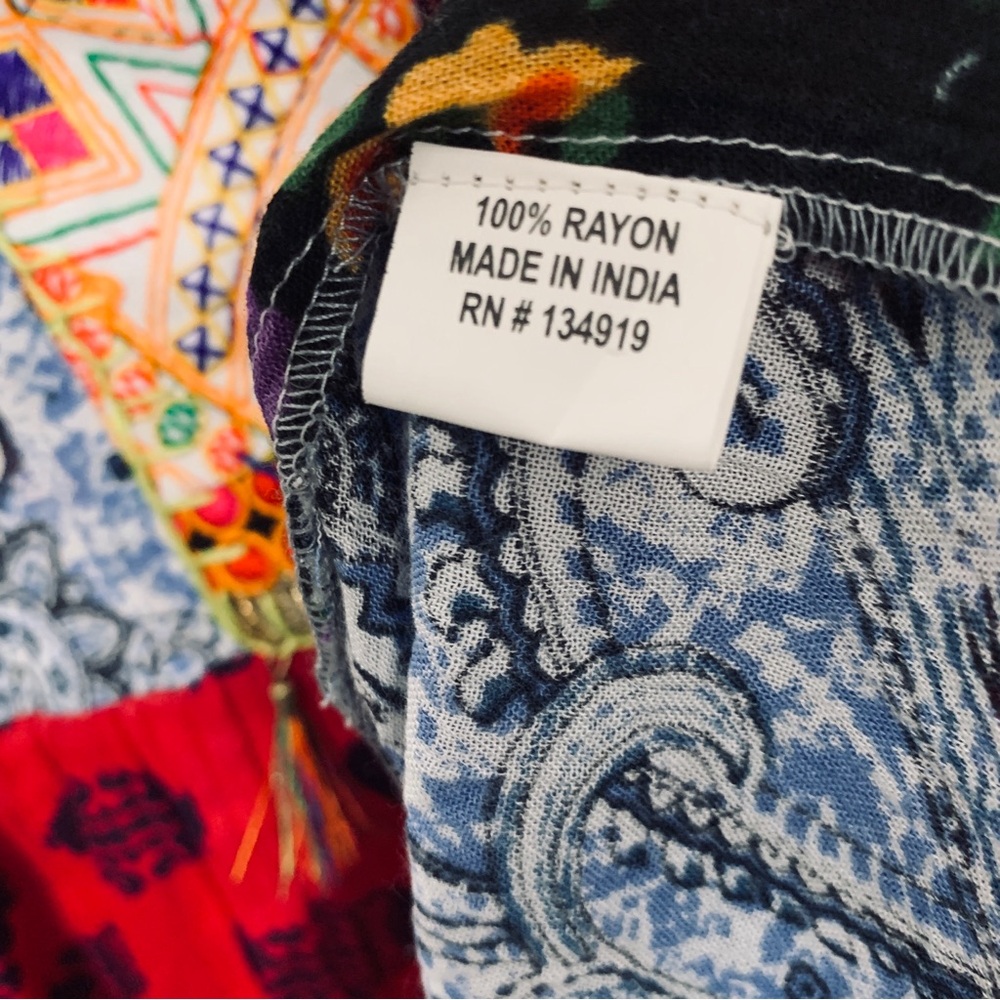 100% RAYON
MADE IN INDIA
RN # 134919